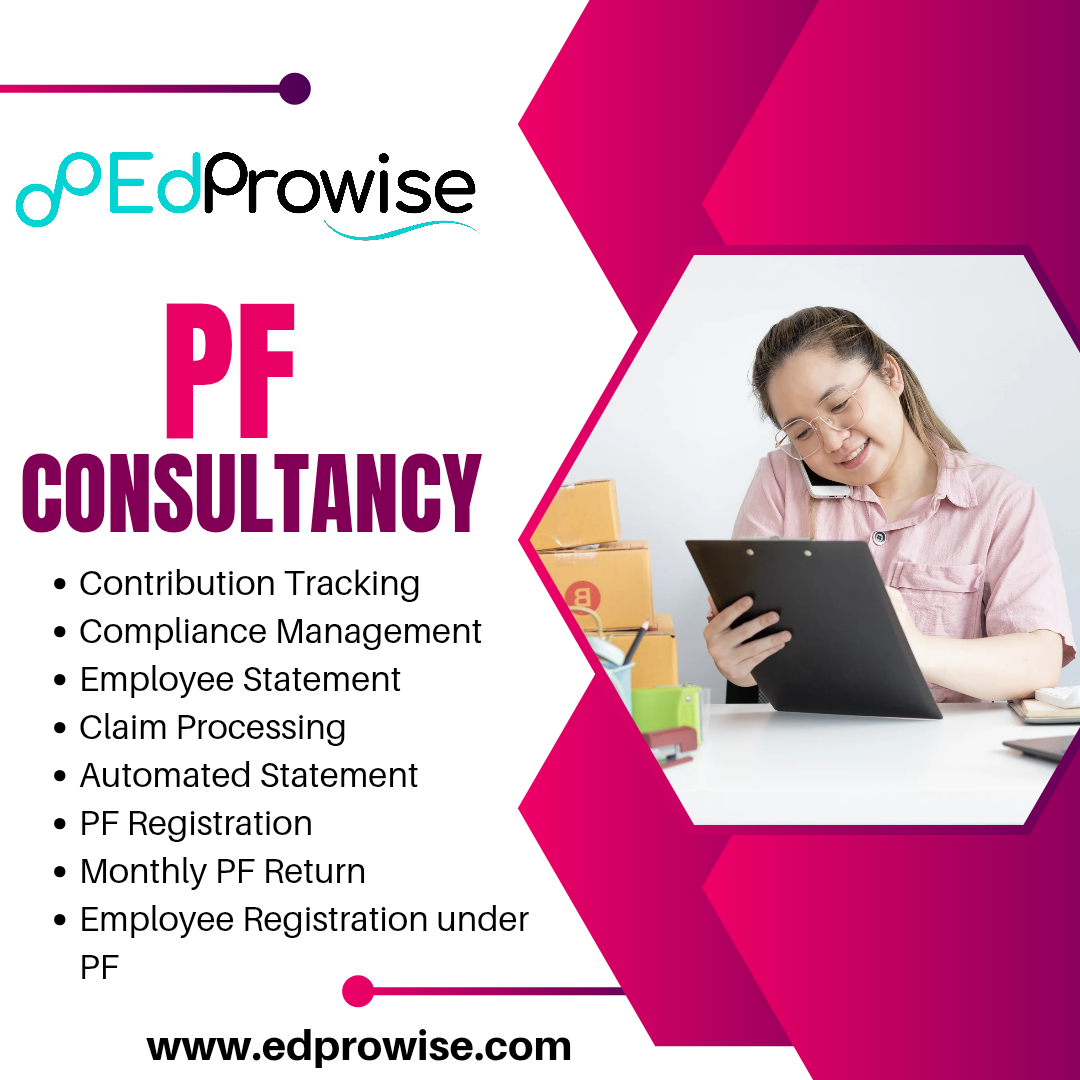 EdProwise
PF
CONSULTANCY
• Contribution Tracking
• Compliance Management
• Employee Statement
• Claim Processing
• Automated Statement
• PF Registration
• Monthly PF Return
• Employee Registration under
PF
www.edprowise.com